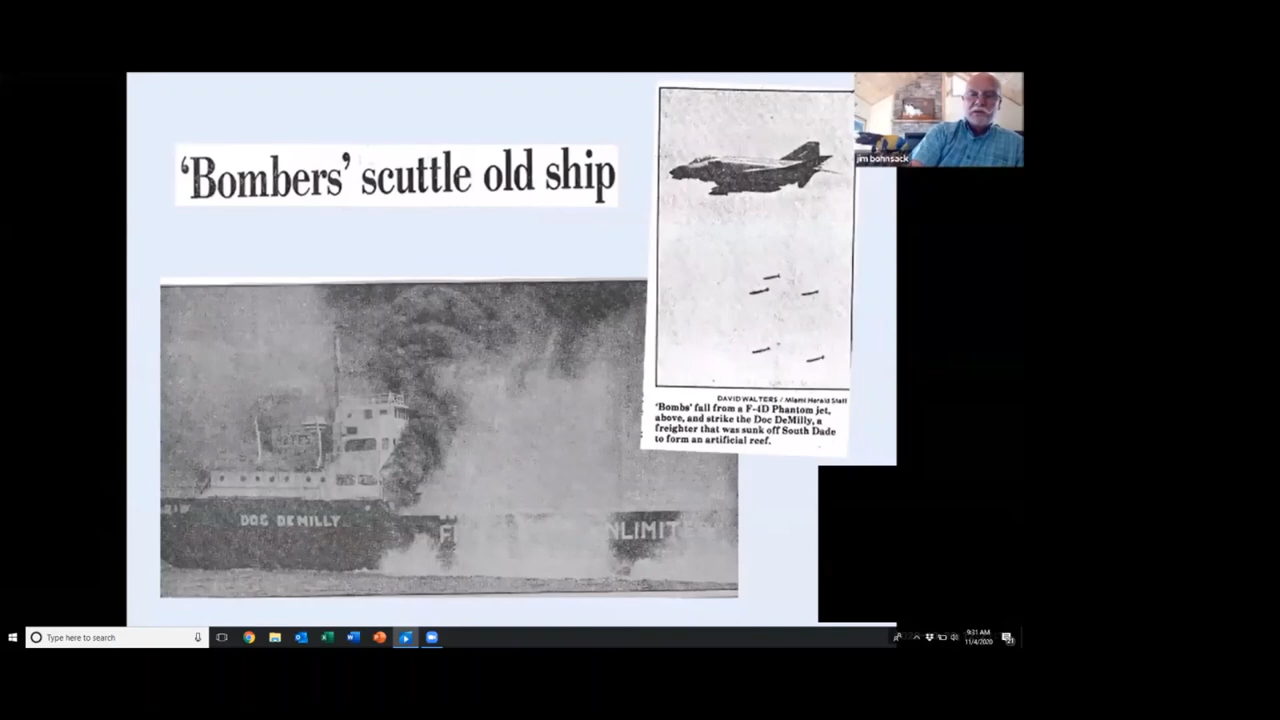 'Bombers' scuttle old ship
jim bohnsack
DAVID WALTERS / Miami Herald Staff
'Bombs' fall from a F-4D Phantom jet,
above, and strike the Doc DeMilly, a
freighter that was sunk off South Dade
to form an artificial reef.
DOC DEMILLY
NLIMITE
Type here to search
9:31 AM
11/4/2020